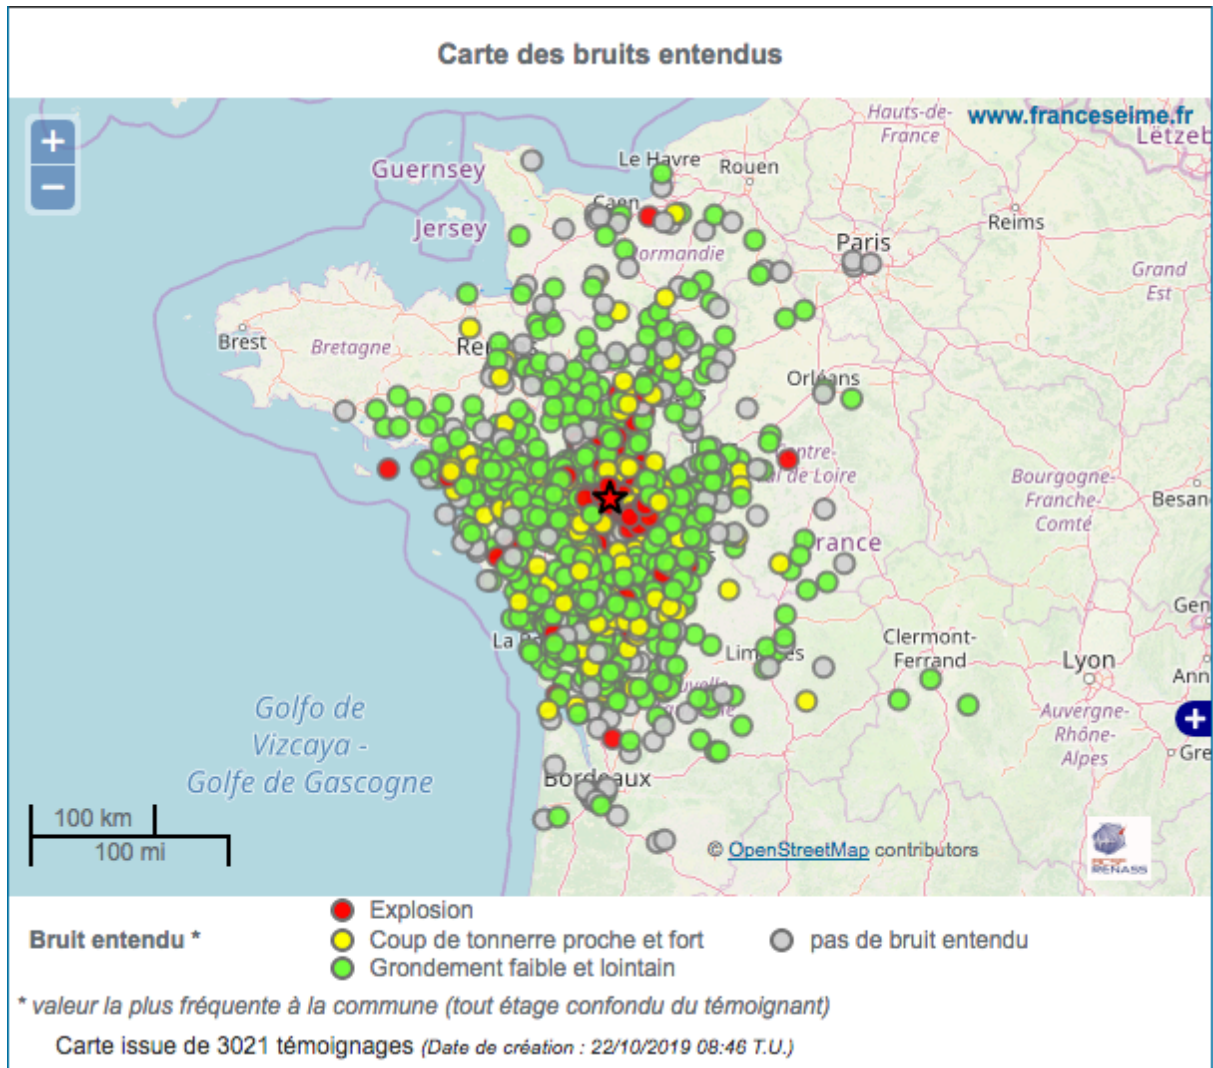 Carte des bruits entendus
+
−
www.franceseime.fr
Hauts-de-
France
Lëtzeb
Guernsey
Le Havre
Rouen
Caen
Reims
Jersey
Paris
ormandie
Grand
Est
Brest
Bretagne
Orléans
Bourgogne-
Franche-
Comté
Besan
Centre-
al de Loire
rance
Gen
La
Clermont-
Ferrand
Limoges
Lyon
Ann
Golfo de
Vizcaya -
Golfe de Gascogne
Auvergne-
Rhône-
Alpes
+
Gre
Bordeaux
100 km
100 mi
© OpenStreetMap contributors
RENASS
Bruit entendu *
Explosion
Coup de tonnerre proche et fort
pas de bruit entendu
Grondement faible et lointain
* valeur la plus fréquente à la commune (tout étage confondu du témoignant)
Carte issue de 3021 témoignages (Date de création : 22/10/2019 08:46 T.U.)